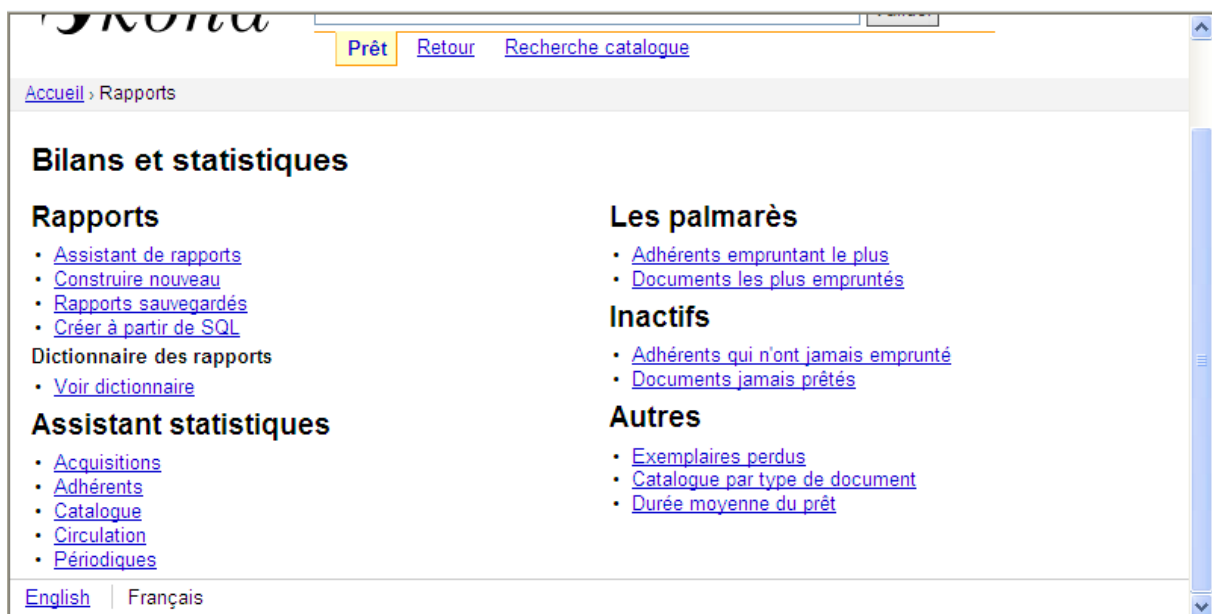 Prêt Retour Recherche catalogue
Accueil › Rapports
Bilans et statistiques
Rapports
• Assistant de rapports
• Construire nouveau
• Rapports sauvegardés
• Créer à partir de SQL
Dictionnaire des rapports
• Voir dictionnaire
Assistant statistiques
• Acquisitions
• Adhérents
• Catalogue
• Circulation
• Périodiques
Les palmarès
• Adhérents empruntant le plus
• Documents les plus empruntés
Inactifs
• Adhérents qui n'ont jamais emprunté
• Documents jamais prêtés
Autres
• Exemplaires perdus
• Catalogue par type de document
• Durée moyenne du prêt
English Français